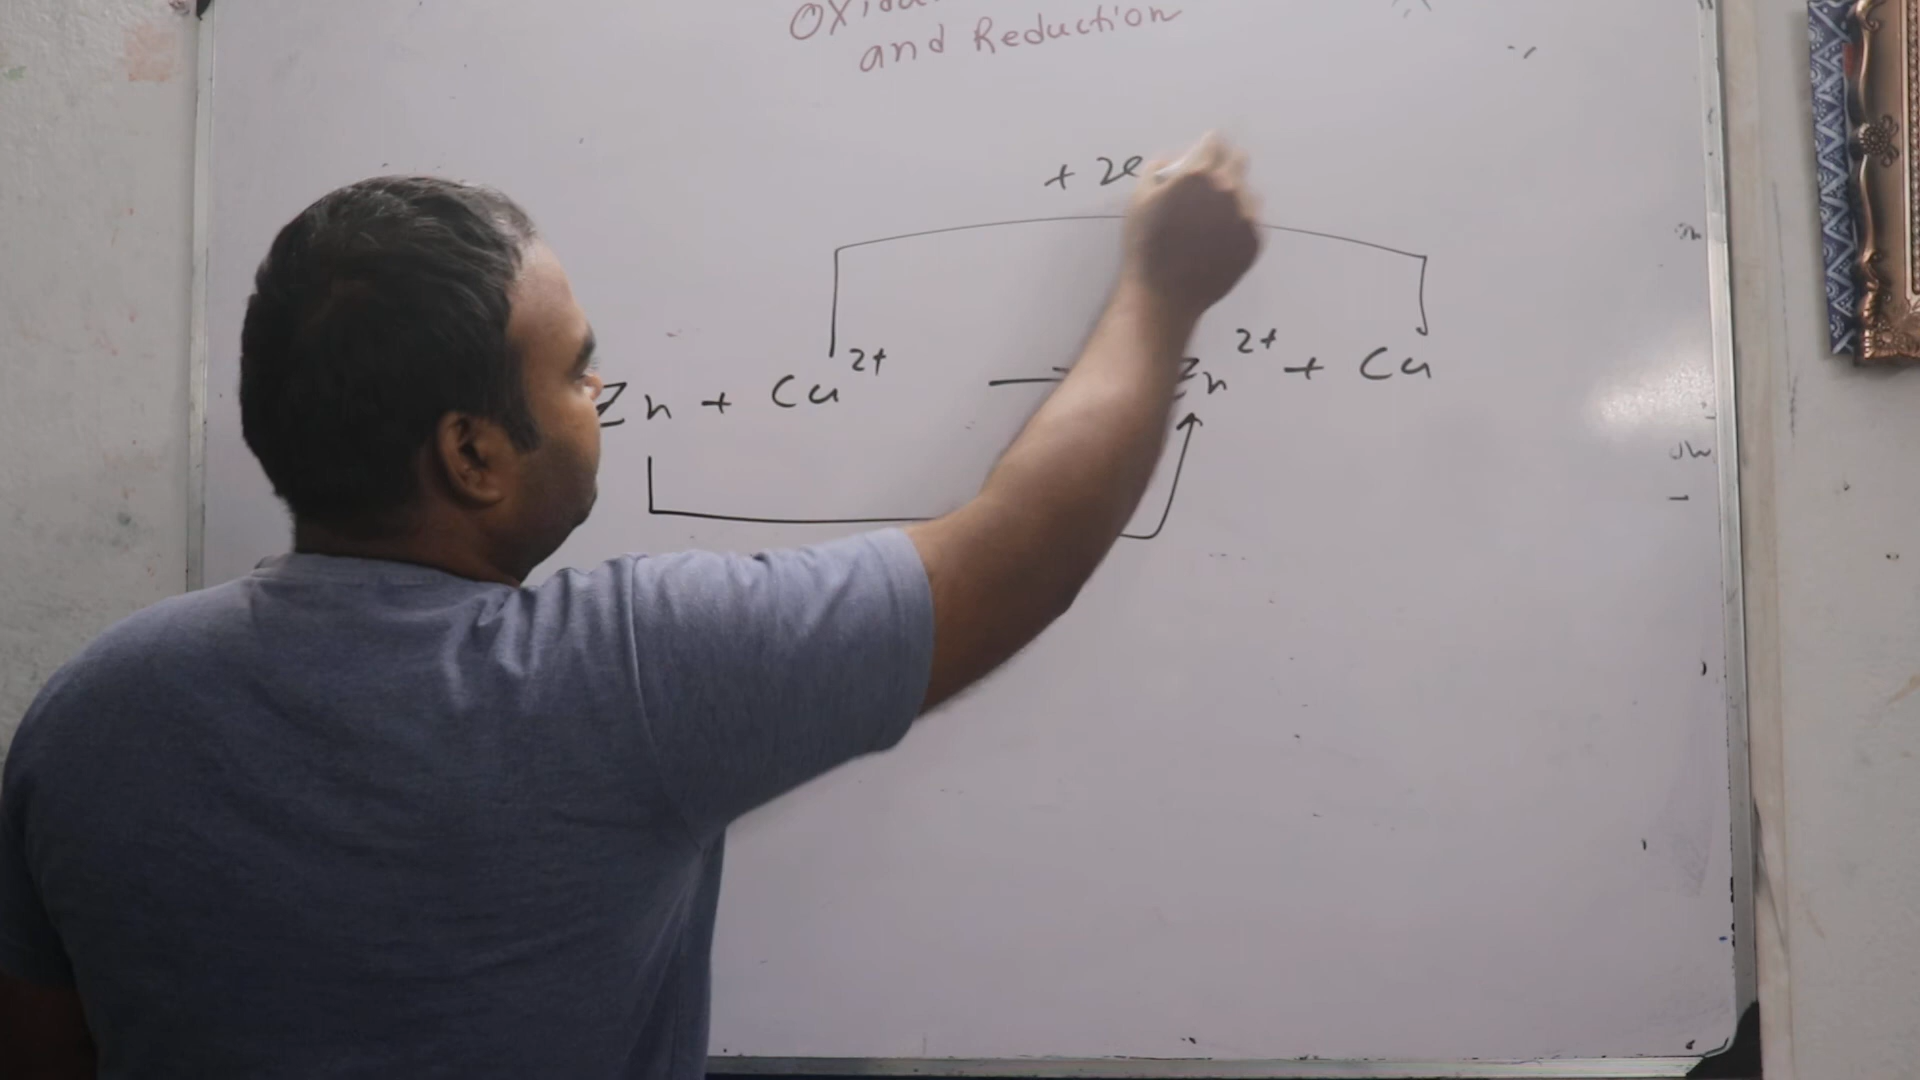 and Reduction
+ 2e
Zn + Cu²⁺ → Zn²⁺ + Cu